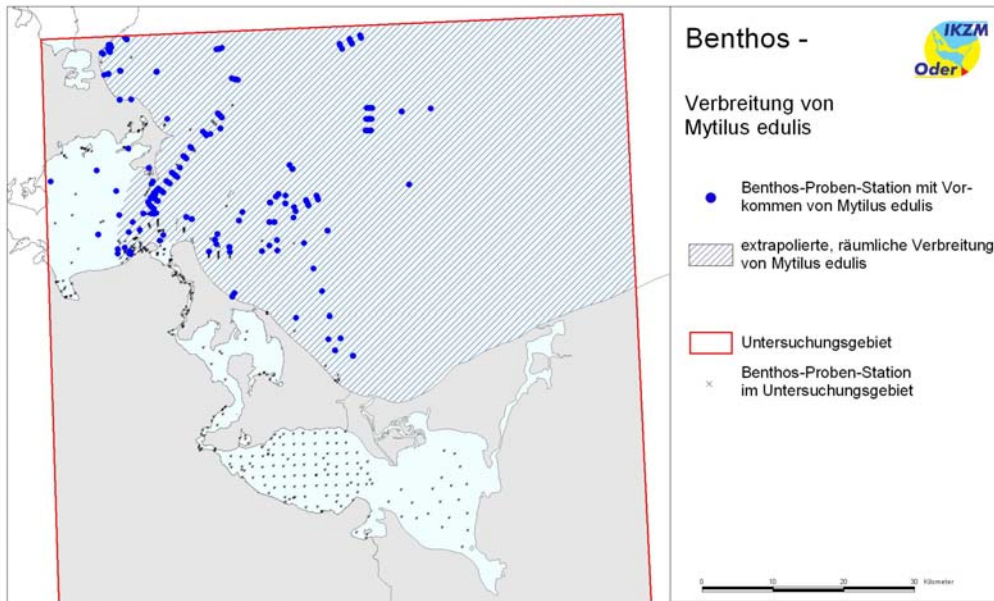 Benthos -
IKZM
Oder
Verbreitung von
Mytilus edulis
Benthos-Proben-Station mit Vor-
kommen von Mytilus edulis
extrapolierte, räumliche Verbreitung
von Mytilus edulis
Untersuchungsgebiet
Benthos-Proben-Station
im Untersuchungsgebiet
0 10 20 30 Kilometer